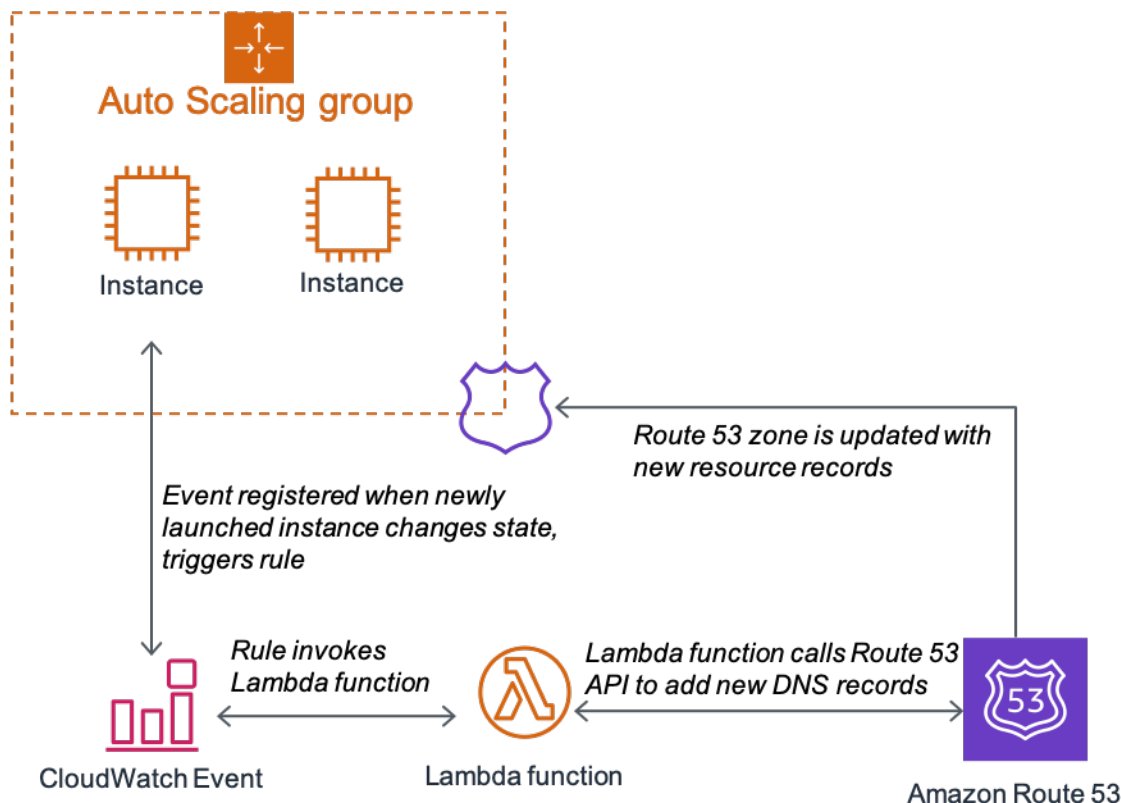 Auto Scaling group
Instance
Instance
Route 53 zone is updated with
new resource records
Event registered when newly
launched instance changes state,
triggers rule
Rule invokes
Lambda function
Lambda function calls Route 53
API to add new DNS records
53
CloudWatch Event
Lambda function
Amazon Route 53